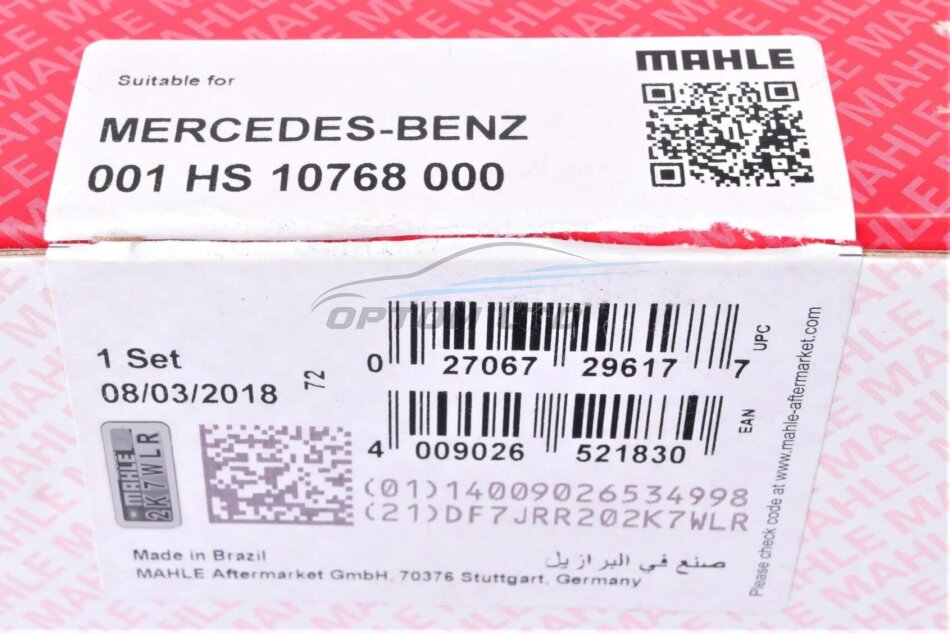 MAHLE
Suitable for
MERCEDES-BENZ
001 HS 10768 000
OPTOM LTD
1 Set
08/03/2018
72
0 27067 29617 7
UPC
4 009026 521830
EAN
MAHLE
2K7WLR
(01)14009026534998
(21)DF7JRR202K7WLR
Made in Brazil
صنع في البرازيل
MAHLE Aftermarket GmbH, 70376 Stuttgart, Germany
Please check code at www.mahle-aftermarket.com